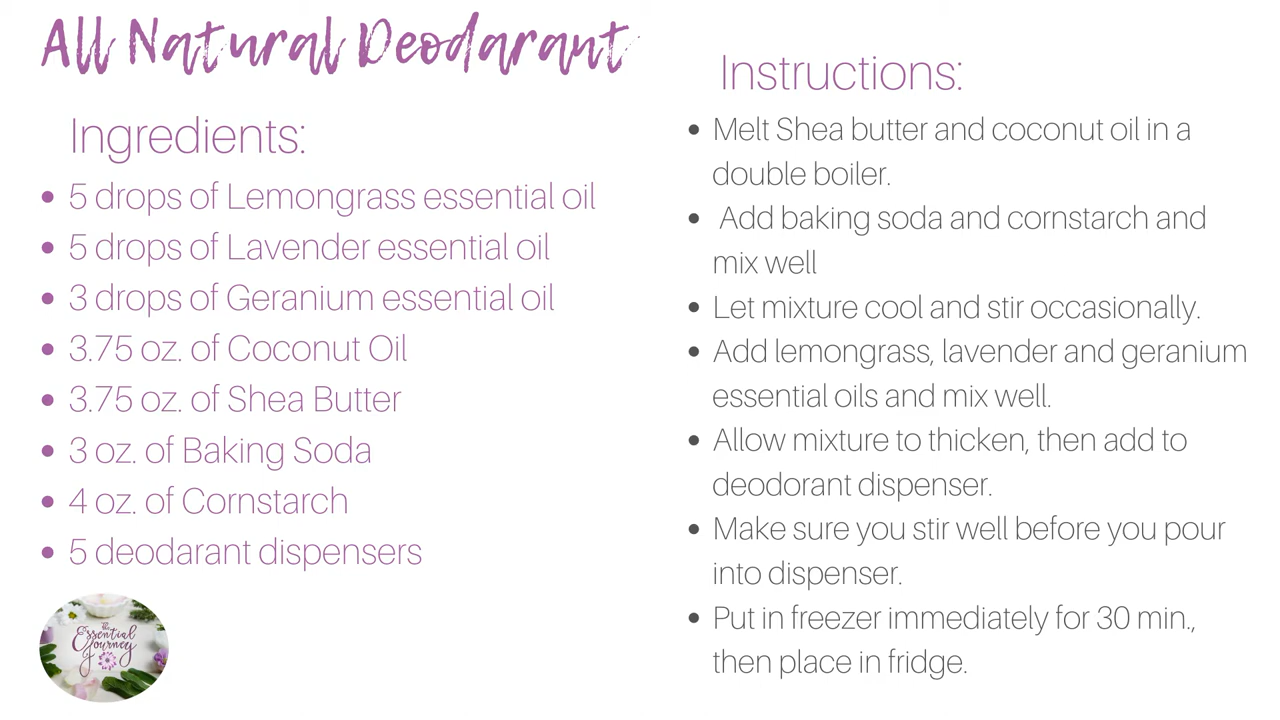 All Natural Deodarant
Ingredients:
• 5 drops of Lemongrass essential oil
• 5 drops of Lavender essential oil
• 3 drops of Geranium essential oil
• 3.75 oz. of Coconut Oil
• 3.75 oz. of Shea Butter
• 3 oz. of Baking Soda
• 4 oz. of Cornstarch
• 5 deodarant dispensers
the
Essential
Journey
Instructions:
• Melt Shea butter and coconut oil in a
double boiler.
• Add baking soda and cornstarch and
mix well
• Let mixture cool and stir occasionally.
• Add lemongrass, lavender and geranium
essential oils and mix well.
• Allow mixture to thicken, then add to
deodorant dispenser.
• Make sure you stir well before you pour
into dispenser.
• Put in freezer immediately for 30 min.,
then place in fridge.